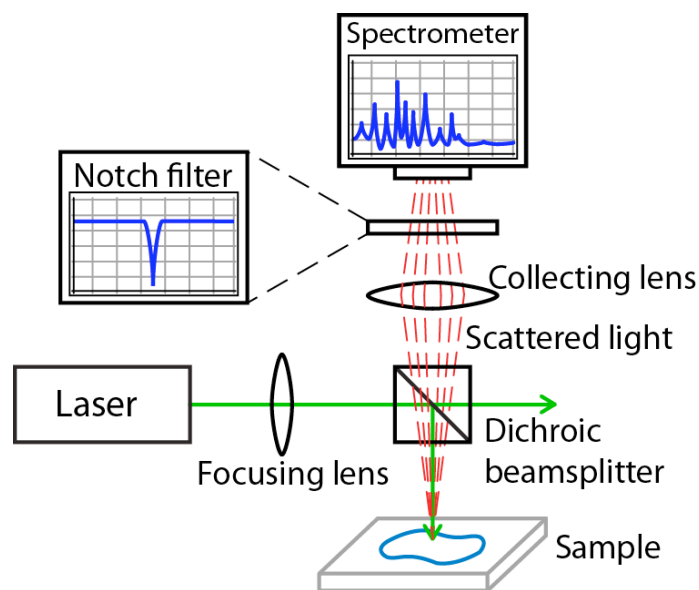 Spectrometer
Notch filter
Collecting lens
Scattered light
Laser
Dichroic
beamsplitter
Focusing lens
Sample